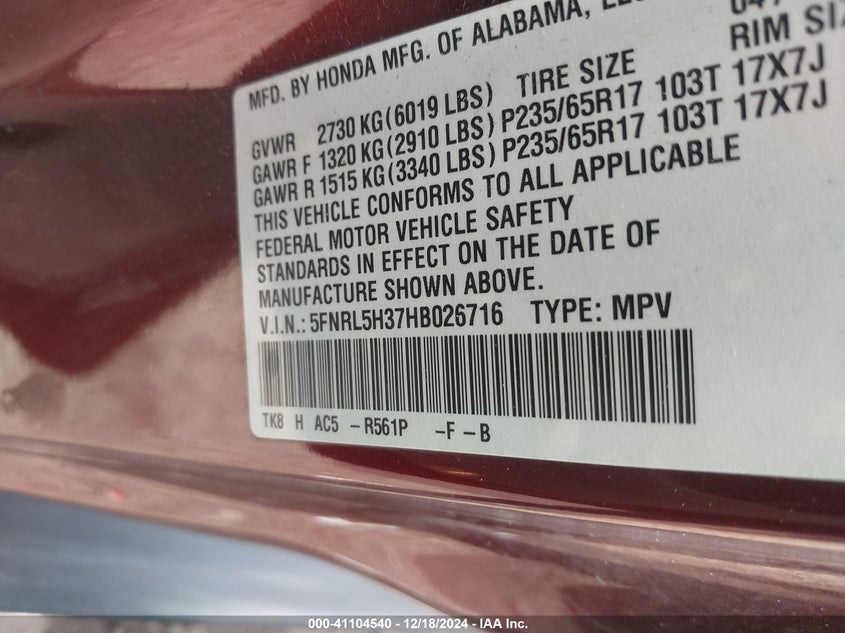 MFD. BY HONDA MFG. OF ALABAMA,
RIM
GVWR 2730 KG (6019 LBS) TIRE SIZE
GAWR F 1320 KG (2910 LBS) P235/65R17 103T 17X7J
GAWR R 1515 KG (3340 LBS) P235/65R17 103T 17X7J
THIS VEHICLE CONFORMS TO ALL APPLICABLE
FEDERAL MOTOR VEHICLE SAFETY
STANDARDS IN EFFECT ON THE DATE OF
MANUFACTURE SHOWN ABOVE.
V.I.N.: 5FNRL5H37HB026716 TYPE: MPV
TK8 H AC5 -R561P -F -B
000-41104540 - 12/18/2024 - IAA Inc.